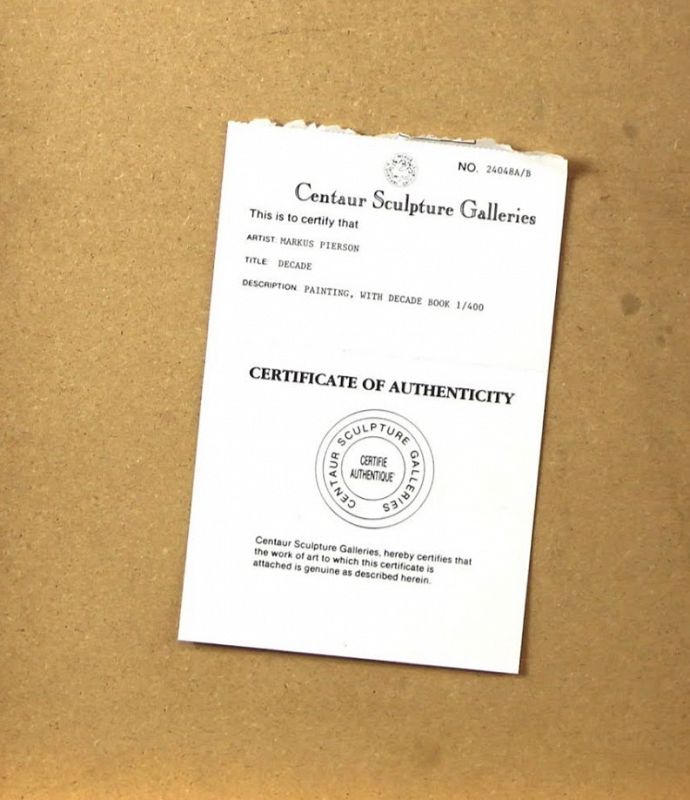 NO. 24048A/B
Centaur Sculpture Galleries
This is to certify that
ARTIST: MARKUS PIERSON
TITLE: DECADE
DESCRIPTION: PAINTING, WITH DECADE BOOK 1/400
CERTIFICATE OF AUTHENTICITY
CENTAUR SCULPTURE GALLERIES
CERTIFIE
AUTHENTIQUE
Centaur Sculpture Galleries, hereby certifies that
the work of art to which this certificate is
attached is genuine as described herein.